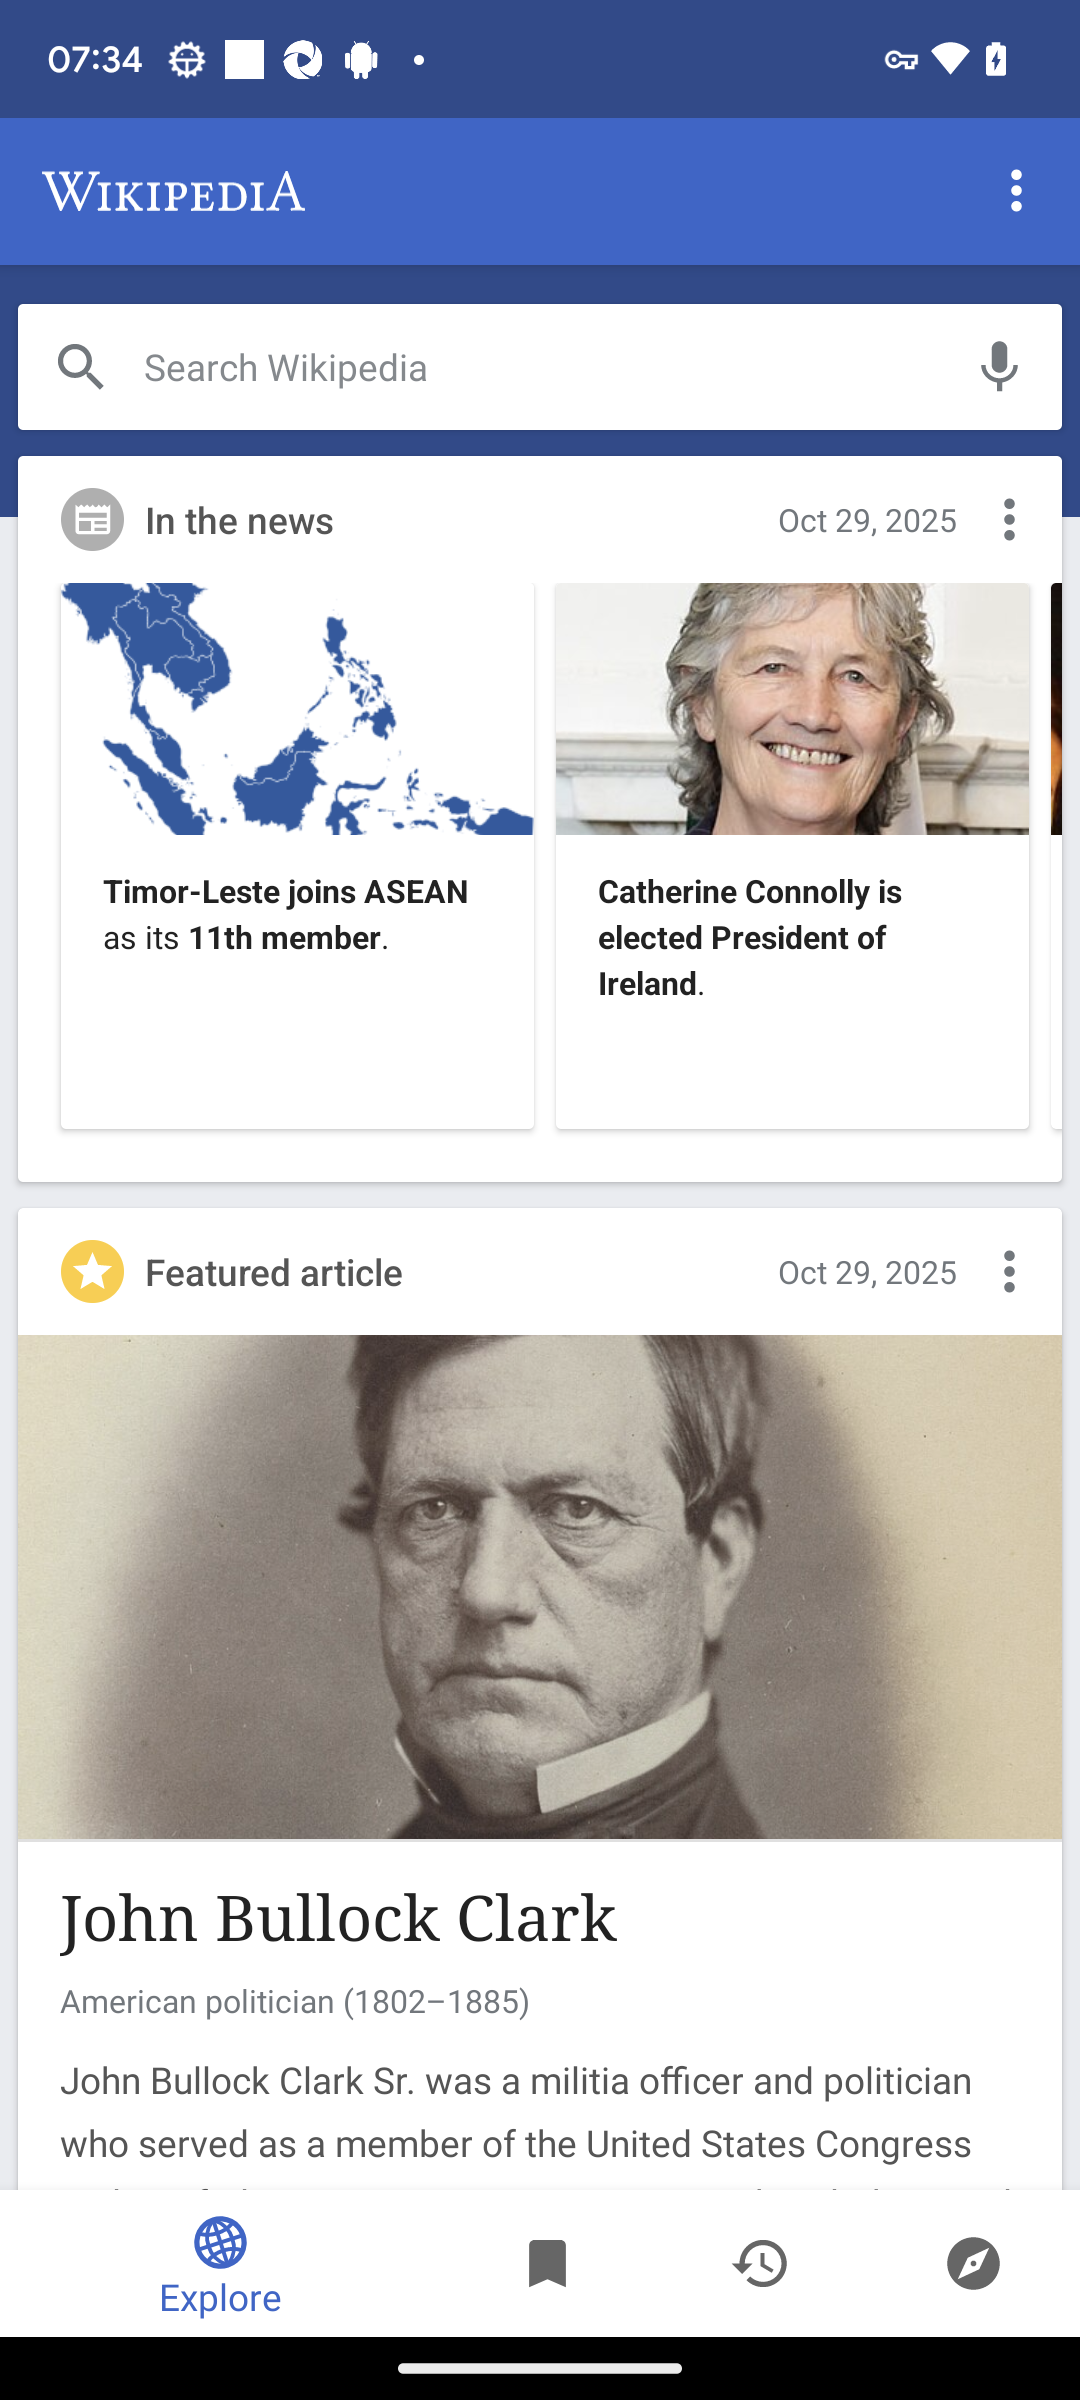 07:34
WIKIPEDIA
Search Wikipedia
In the news
Oct 29, 2025
Timor-Leste joins ASEAN
as its 11th member.
Catherine Connolly is
elected President of
Ireland.
Featured article
Oct 29, 2025
John Bullock Clark
American politician (1802–1885)
John Bullock Clark Sr. was a militia officer and politician
who served as a member of the United States Congress
Explore